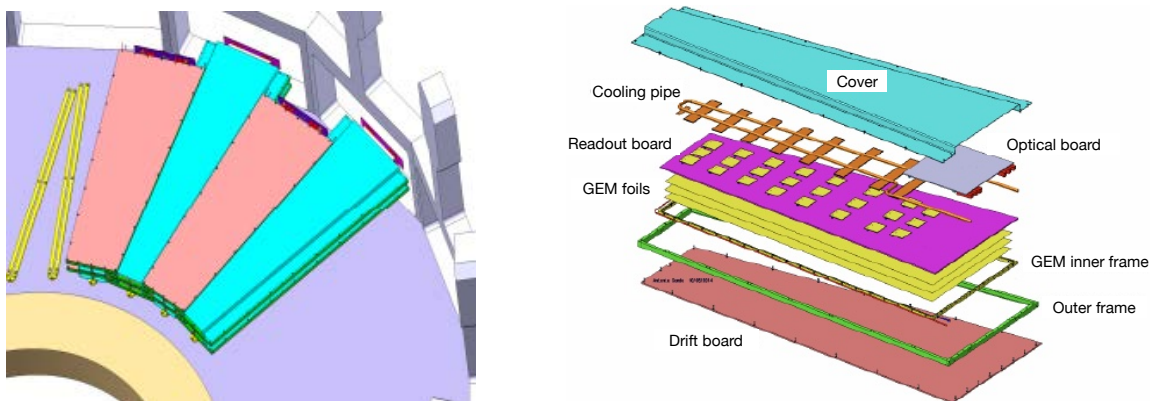 Cover
Cooling pipe
Readout board
Optical board
GEM foils
GEM inner frame
Outer frame
Drift board